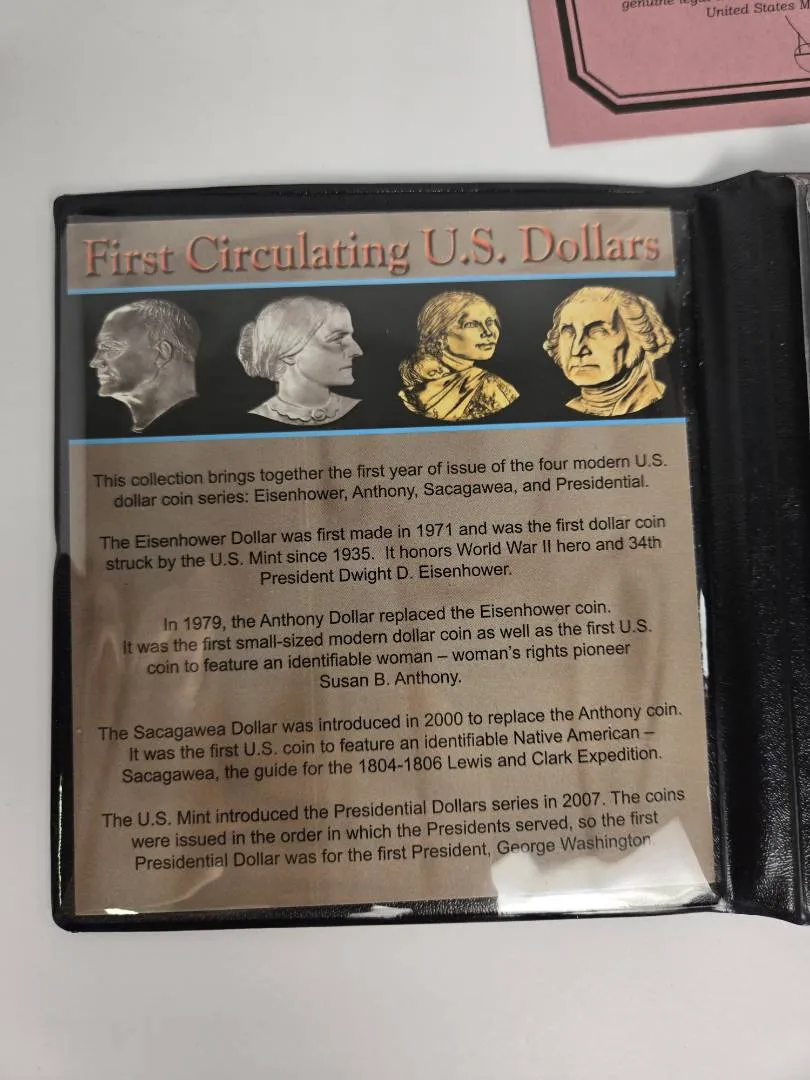 genuine legal
United States M
First Circulating U.S. Dollars
This collection brings together the first year of issue of the four modern U.S.
dollar coin series: Eisenhower, Anthony, Sacagawea, and Presidential.
The Eisenhower Dollar was first made in 1971 and was the first dollar coin
struck by the U.S. Mint since 1935. It honors World War II hero and 34th
President Dwight D. Eisenhower.
In 1979, the Anthony Dollar replaced the Eisenhower coin.
It was the first small-sized modern dollar coin as well as the first U.S.
coin to feature an identifiable woman – woman's rights pioneer
Susan B. Anthony.
The Sacagawea Dollar was introduced in 2000 to replace the Anthony coin.
It was the first U.S. coin to feature an identifiable Native American –
Sacagawea, the guide for the 1804-1806 Lewis and Clark Expedition.
The U.S. Mint introduced the Presidential Dollars series in 2007. The coins
were issued in the order in which the Presidents served, so the first
Presidential Dollar was for the first President, George Washington